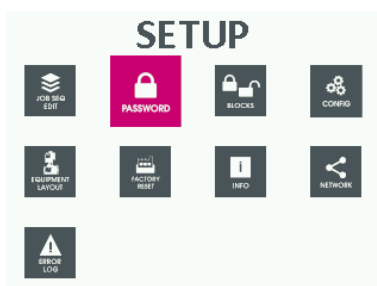 SETUP
JOB SEQ
EDIT
PASSWORD
BLOCKS
CONFIG
EQUIPMENT
LAYOUT
FACTORY
RESET
i
INFO
NETWORK
ERROR
LOG